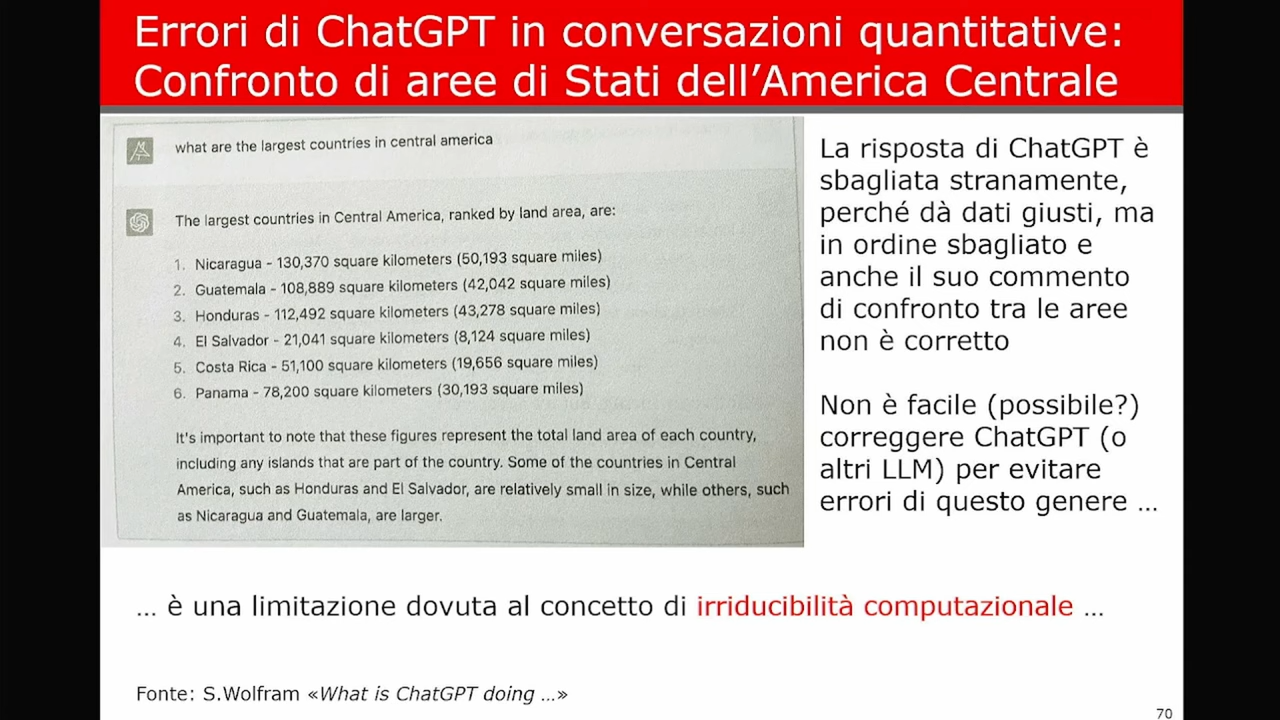 Errori di ChatGPT in conversazioni quantitative:
Confronto di aree di Stati dell'America Centrale
what are the largest countries in central america
The largest countries in Central America, ranked by land area, are:
1. Nicaragua - 130,370 square kilometers (50,193 square miles)
2. Guatemala - 108,889 square kilometers (42,042 square miles)
3. Honduras - 112,492 square kilometers (43,278 square miles)
4. El Salvador - 21,041 square kilometers (8,124 square miles)
5. Costa Rica - 51,100 square kilometers (19,656 square miles)
6. Panama - 78,200 square kilometers (30,193 square miles)
It's important to note that these figures represent the total land area of each country,
including any islands that are part of the country. Some of the countries in Central
America, such as Honduras and El Salvador, are relatively small in size, while others, such
as Nicaragua and Guatemala, are larger.
La risposta di ChatGPT è
sbagliata stranamente,
perché dà dati giusti, ma
in ordine sbagliato e
anche il suo commento
di confronto tra le aree
non è corretto
Non è facile (possibile?)
correggere ChatGPT (o
altri LLM) per evitare
errori di questo genere …
… è una limitazione dovuta al concetto di irriducibilità computazionale …
Fonte: S.Wolfram «What is ChatGPT doing …»
70